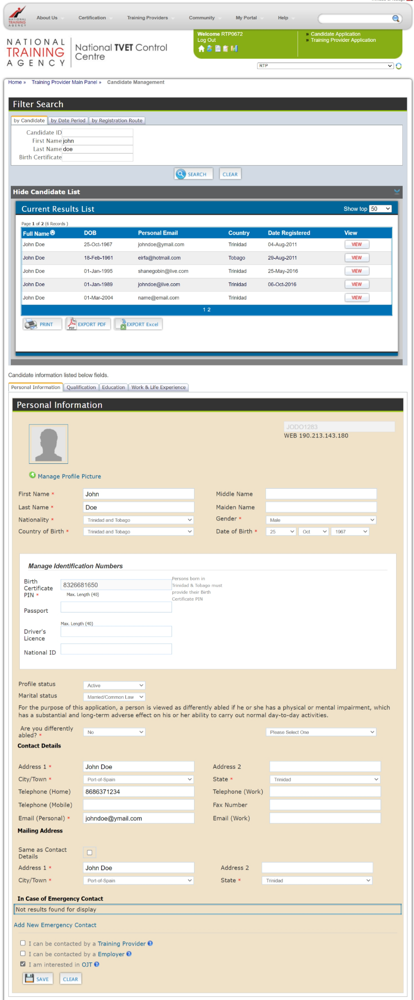 About Us Certification Training Providers Community My Portal Help
NATIONAL
TRAINING
AGENCY
Welcome RTP0672
Log Out
» Candidate Application
» Training Provider Application
NATIONAL
TRAINING
AGENCY
National TVET Control
Centre
RTP
Home » Training Provider Main Panel » Candidate Management
Filter Search
by Candidate by Date Period by Registration Route
Candidate ID
First Name john
Last Name doe
Birth Certificate
SEARCH CLEAR
Hide Candidate List
Current Results List Show top 50
Page 1 of 2 (6 Records )
Full Name DOB Personal Email Country Date Registered View
John Doe 25-Oct-1967 johndoe@ymail.com Trinidad 04-Aug-2011 VIEW
John Doe 18-Feb-1961 eirfa@hotmail.com Tobago 29-Aug-2011 VIEW
John Doe 01-Jan-1995 shanegobin@live.com Trinidad 25-May-2016 VIEW
John Doe 01-Jan-1989 johndoe@live.com Trinidad 06-Oct-2016 VIEW
John Doe 01-Mar-2004 name@email.com Trinidad VIEW
1 2
PRINT EXPORT PDF EXPORT Excel
Candidate information listed below fields.
Personal Information Qualification Education Work & Life Experience
Personal Information
JODO1283
WEB 190.213.143.180
Manage Profile Picture
First Name * John Middle Name
Last Name * Doe Maiden Name
Nationality * Trinidad and Tobago Gender * Male
Country of Birth * Trinidad and Tobago Date of Birth * 25 Oct 1967
Manage Identification Numbers
Birth
Certificate
PIN *
8326681650
Max. Length (40)
Persons born in
Trinidad & Tobago must
provide their Birth
Certificate PIN
Passport
Max. Length (40)
Driver's
Licence
National ID
Profile status Active
Marital status Married/Common Law
For the purpose of this application, a person is viewed as differently abled if he or she has a physical or mental impairment, which
has a substantial and long-term adverse effect on his or her ability to carry out normal day-to-day activities.
Are you differently
abled? *
No Please Select One
Contact Details
Address 1 * John Doe Address 2
City/Town * Port-of-Spain State * Trinidad
Telephone (Home) 8686371234 Telephone (Work)
Telephone (Mobile) Fax Number
Email (Personal) * johndoe@ymail.com Email (Work)
Mailing Address
Same as Contact
Details
Address 1 * John Doe Address 2
City/Town * Port-of-Spain State * Trinidad
In Case of Emergency Contact
Not results found for display
Add New Emergency Contact
I can be contacted by a Training Provider
I can be contacted by a Employer
I am interested in OJT
SAVE CLEAR